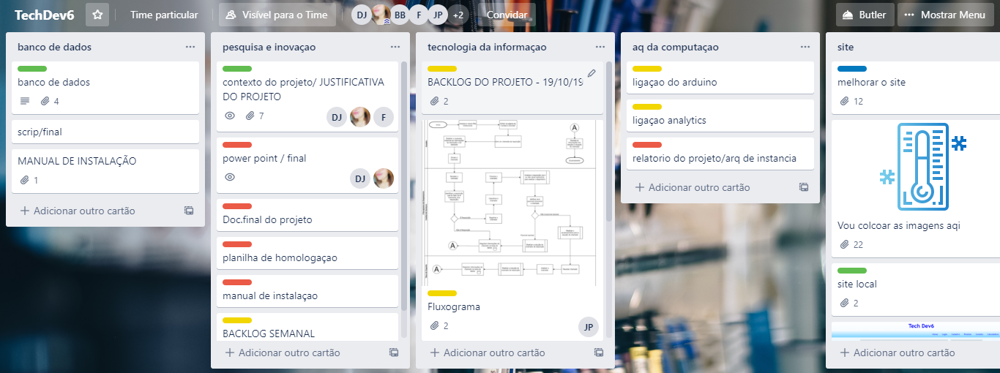 TechDev6
Time particular
Visível para o Time
DJ
BB
F
JP
+2
Convidar
Butler
Mostrar Menu
banco de dados
banco de dados
4
scrip/final
MANUAL DE INSTALAÇÃO
1
Adicionar outro cartão
pesquisa e inovaçao
contexto do projeto/ JUSTIFICATIVA
DO PROJETO
7
DJ
F
power point / final
DJ
Doc.final do projeto
planilha de homologaçao
manual de instalaçao
BACKLOG SEMANAL
Adicionar outro cartão
tecnologia da informaçao
BACKLOG DO PROJETO - 19/10/19
2
A
A
A
Fluxograma
2
JP
Adicionar outro cartão
aq da computaçao
ligaçao do arduino
ligaçao analytics
relatorio do projeto/arq de instancia
Adicionar outro cartão
site
melhorar o site
12
Vou colcoar as imagens aqi
22
site local
2
Tech Dev6
Adicionar outro cartão